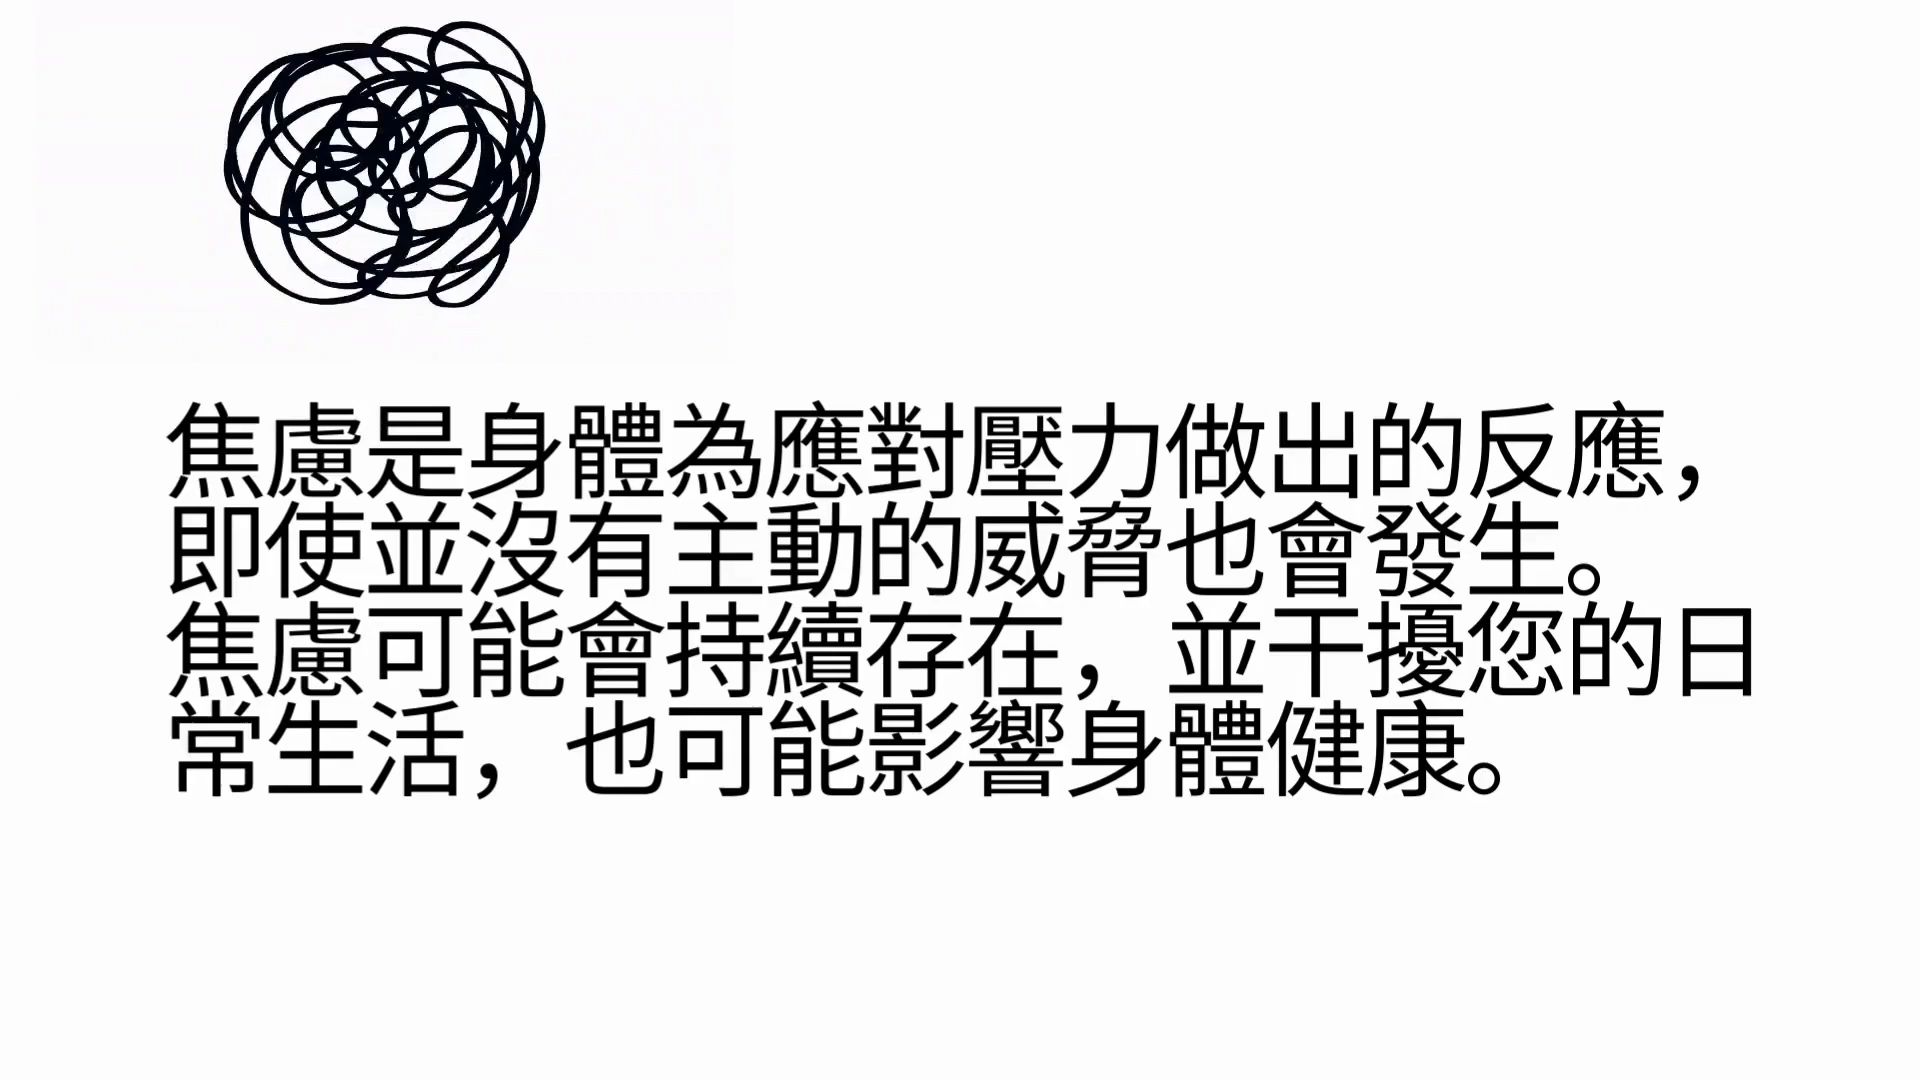 焦慮是身體為應對壓力做出的反應，
即使並沒有主動的威脅也會發生。
焦慮可能會持續存在，並干擾您的日
常生活，也可能影響身體健康。